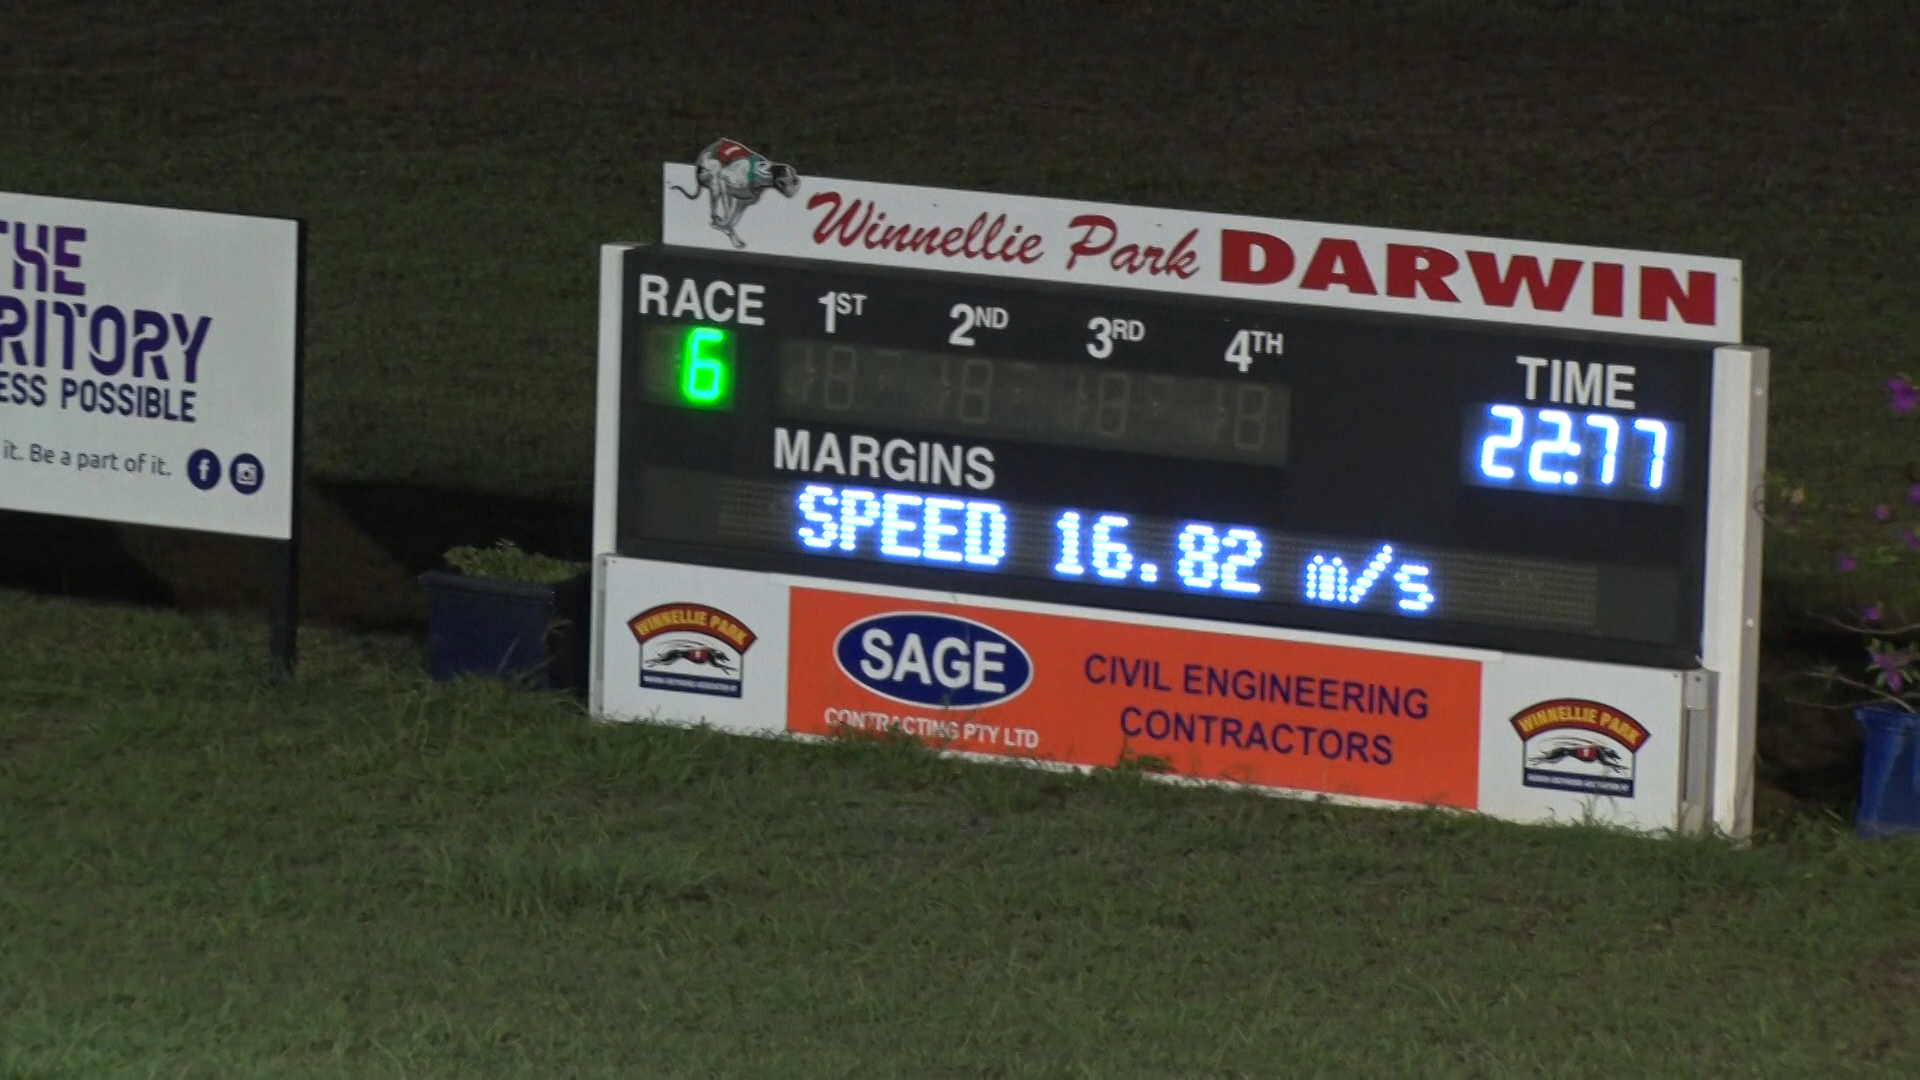 THE
RITORY
ESS POSSIBLE
it. Be a part of it.
Winnellie Park DARWIN
RACE 1ST 2ND 3RD 4TH TIME
6 22:77
MARGINS
SPEED 16.82 m/s
WINNELLIE PARK
SAGE
CONTRACTING PTY LTD
CIVIL ENGINEERING
CONTRACTORS
WINNELLIE PARK